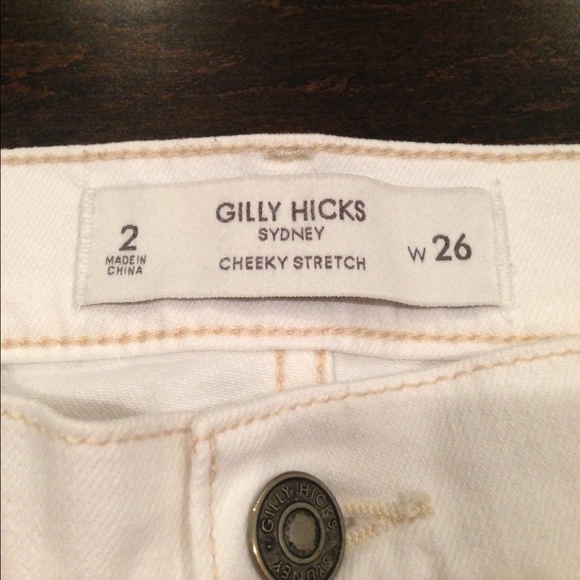 GILLY HICKS
SYDNEY
CHEEKY STRETCH
2
MADE IN
CHINA
W 26
GILLY HICKS
SYDNEY